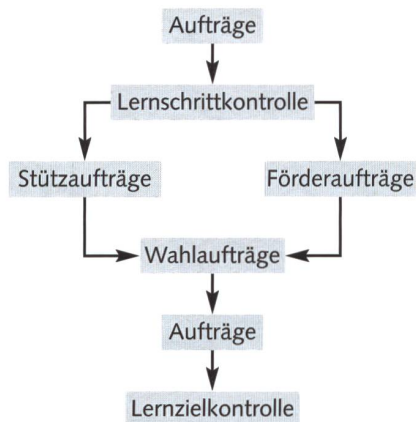 Aufträge
Lernschrittkontrolle
Stützaufträge
Förderaufträge
Wahlaufträge
Aufträge
Lernzielkontrolle